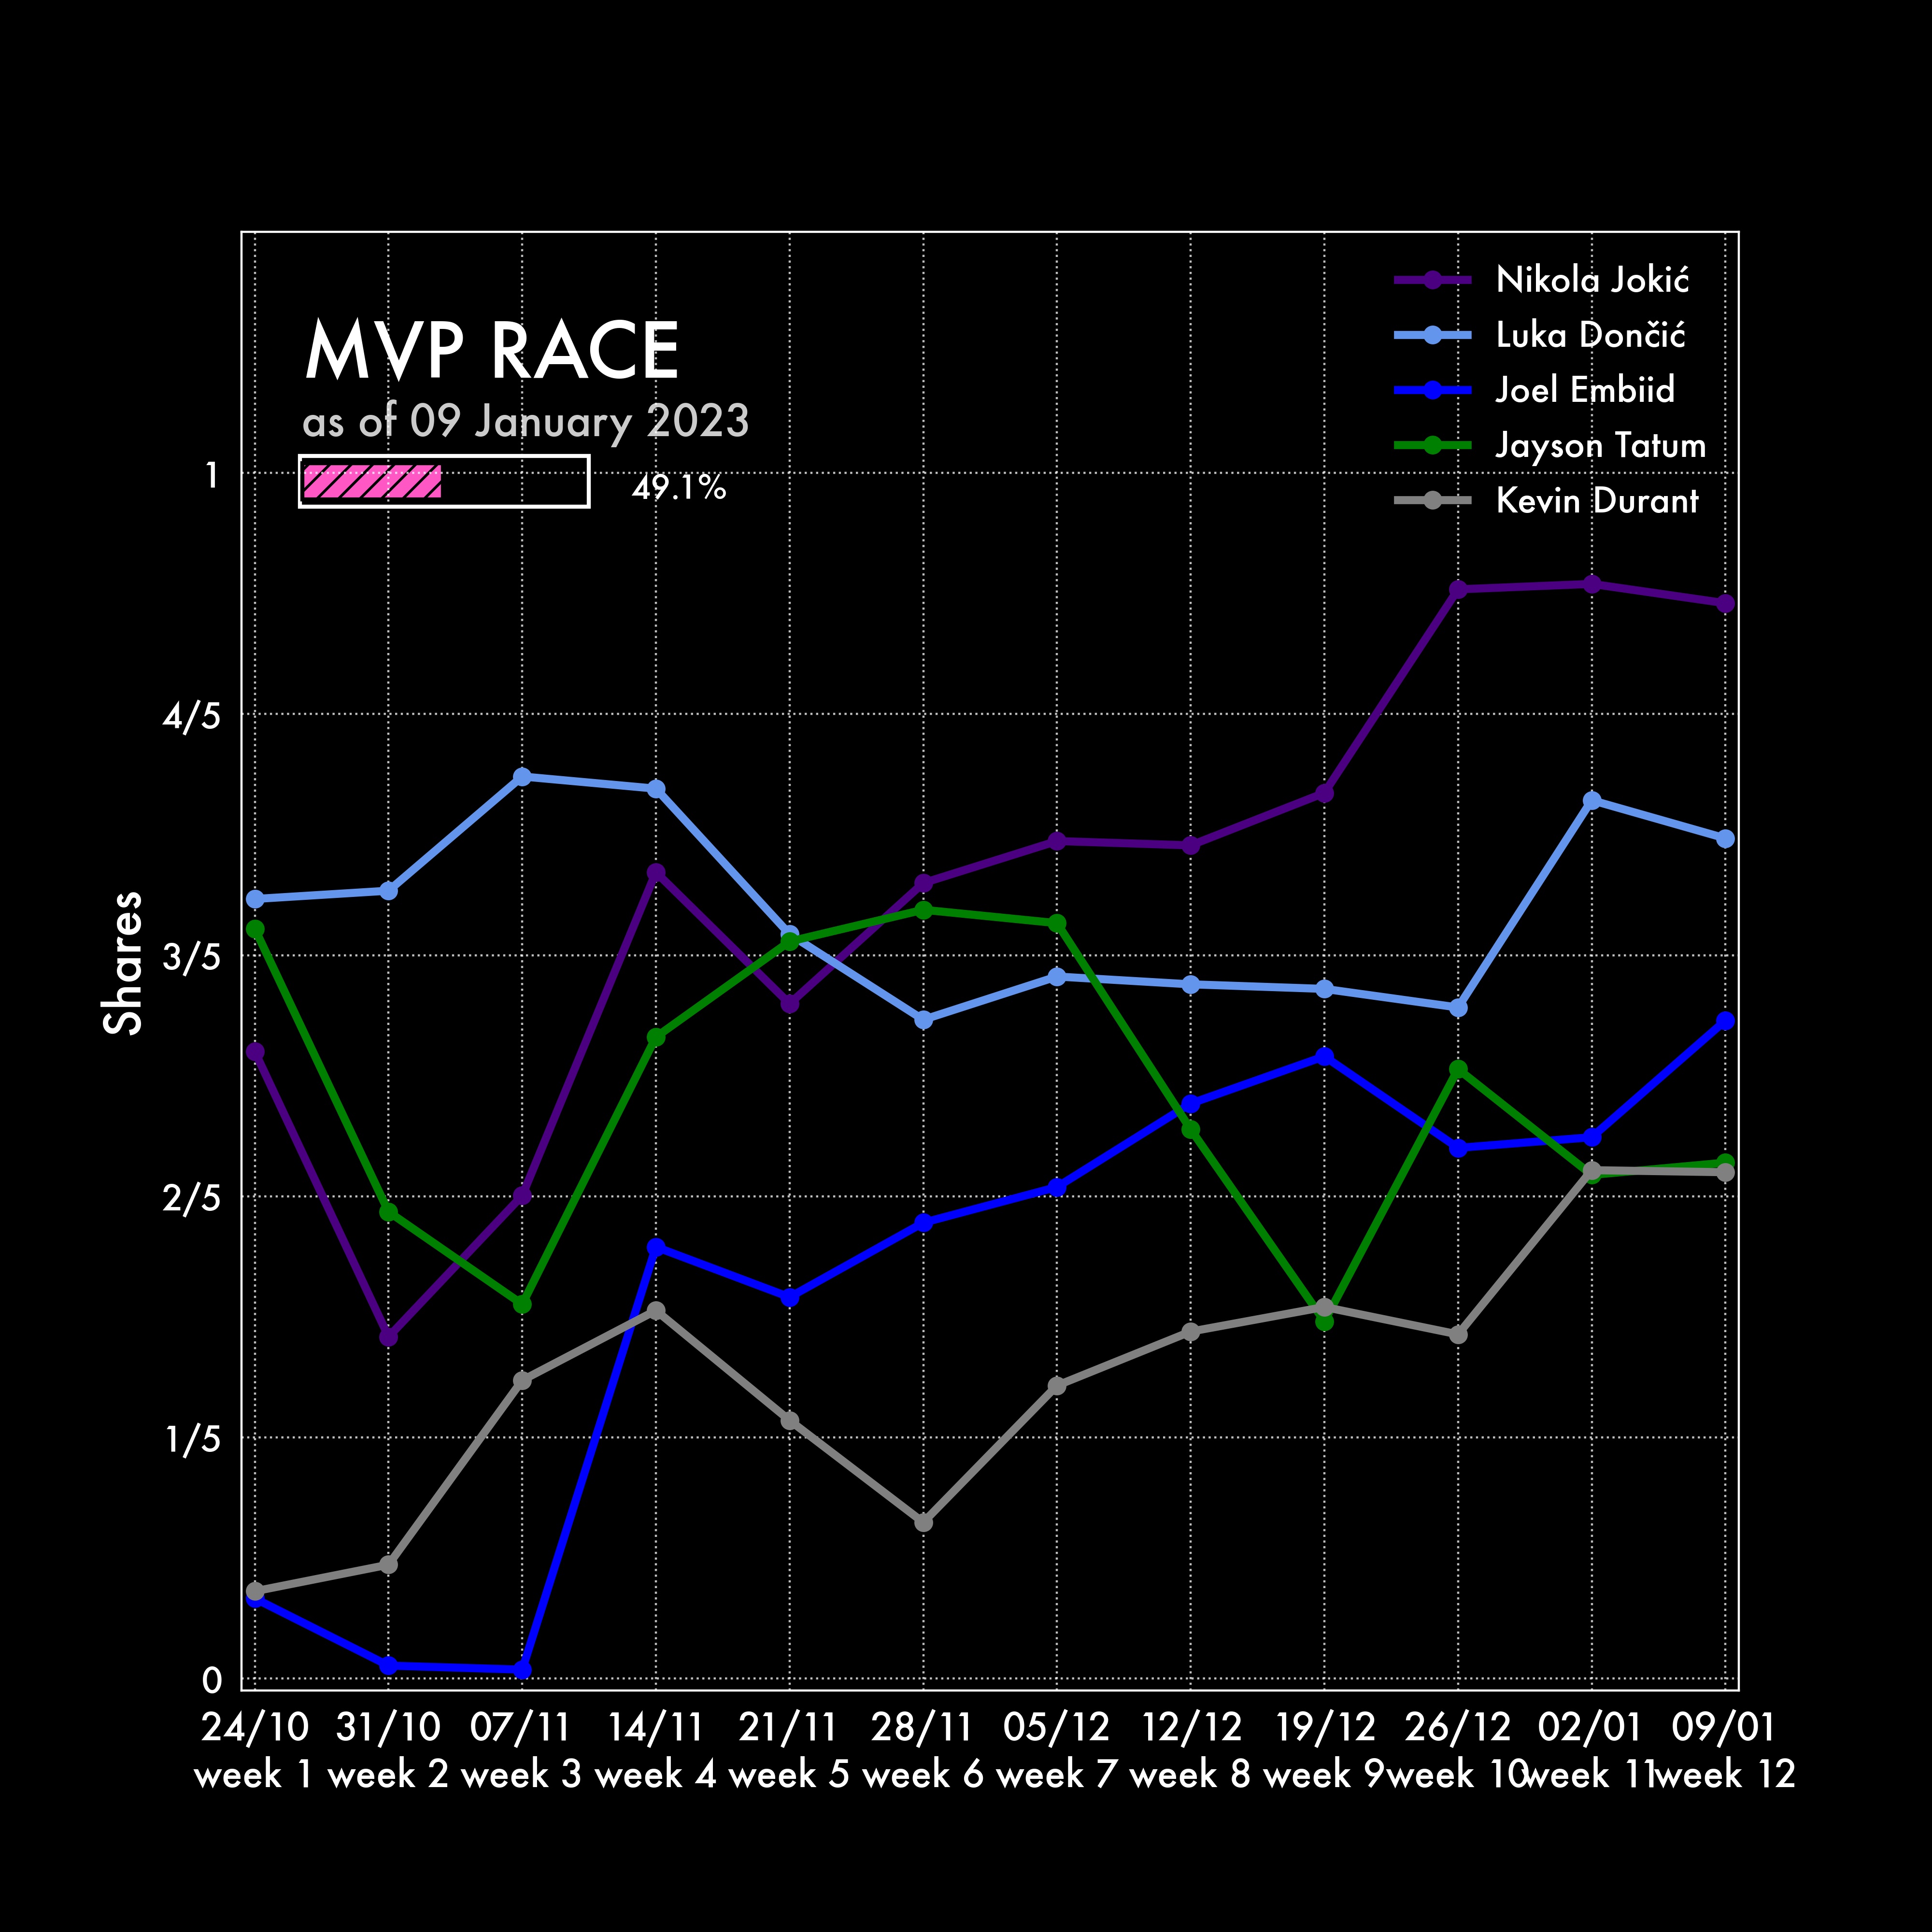 MVP RACE
as of 09 January 2023
49.1%
Nikola Jokić
Luka Dončić
Joel Embiid
Jayson Tatum
Kevin Durant
Shares
1
4/5
3/5
2/5
1/5
0
24/10 31/10 07/11 14/11 21/11 28/11 05/12 12/12 19/12 26/12 02/01 09/01
week 1 week 2 week 3 week 4 week 5 week 6 week 7 week 8 week 9 week 10 week 11 week 12